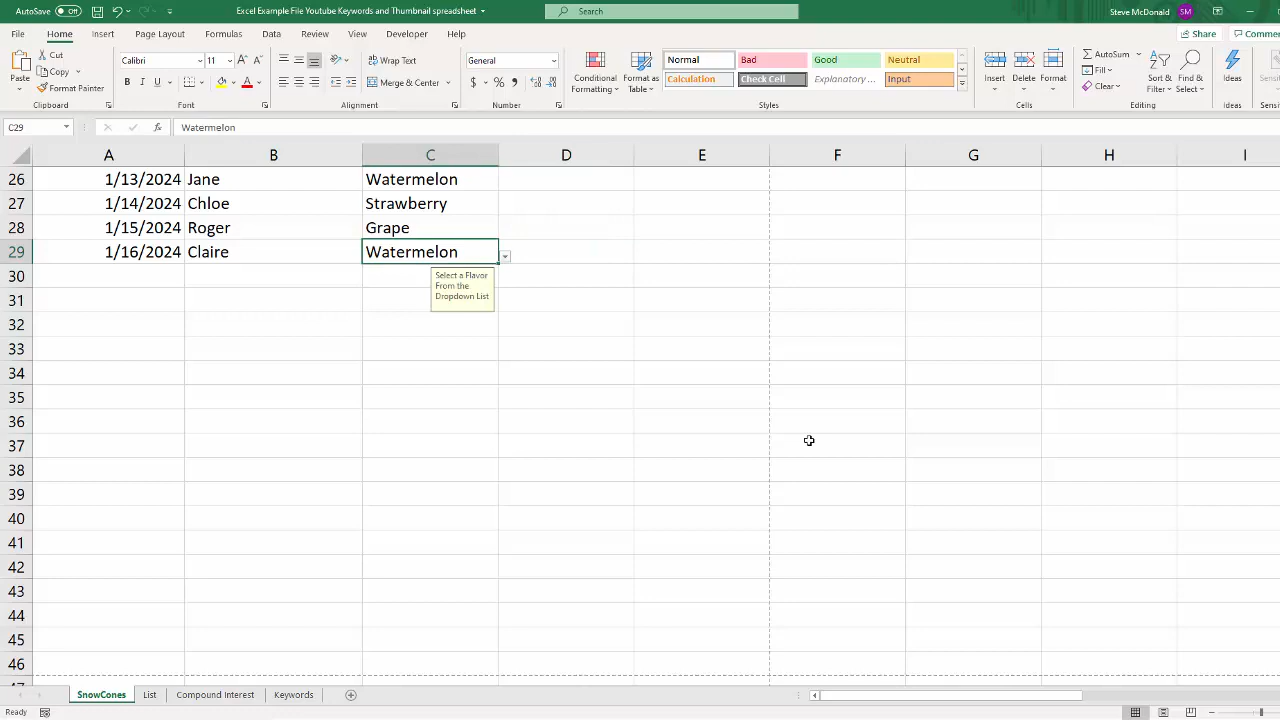 AutoSave Off Excel Example File Youtube Keywords and Thumbnail spreadsheet Search Steve McDonald SM
File Home Insert Page Layout Formulas Data Review View Developer Help Share
Paste Cut Copy Format Painter Clipboard
Calibri 11 B I U A A A Font
Wrap Text Merge & Center Alignment
General $ % , Number
Conditional Formatting Format as Table
Normal Bad Good Neutral
Calculation Check Cell Explanatory ... Input
Styles
Insert Delete Format Cells
AutoSum Fill Clear Sort & Filter Find & Select Editing
Ideas Ideas
C29 fx Watermelon
A B C D E F G H I
26 1/13/2024 Jane Watermelon
27 1/14/2024 Chloe Strawberry
28 1/15/2024 Roger Grape
29 1/16/2024 Claire Watermelon
30
Select a Flavor
From the
Dropdown List
31
32
33
34
35
36
37
38
39
40
41
42
43
44
45
46
SnowCones List Compound Interest Keywords
Ready